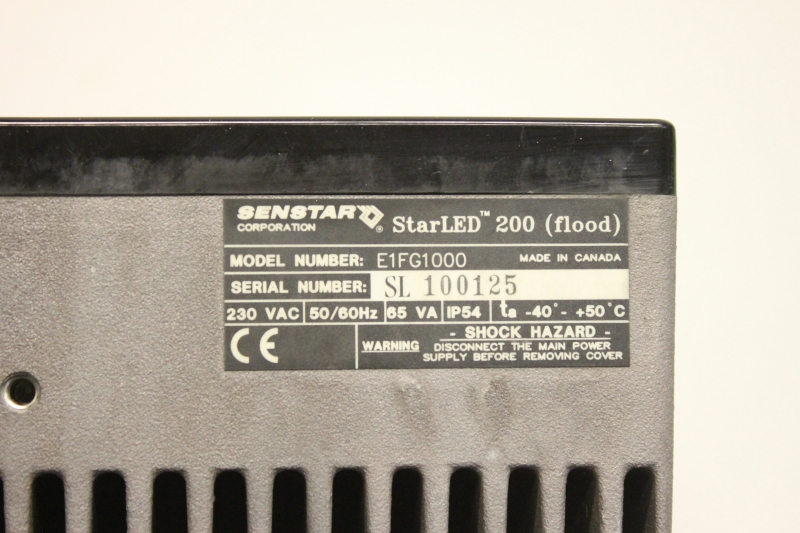 SENSTAR ® StarLED™ 200 (flood)
CORPORATION
MODEL NUMBER: E1FG1000 MADE IN CANADA
SERIAL NUMBER: SL 100125
230 VAC 50/60Hz 65 VA IP54 ta -40°- +50°C
CE WARNING - SHOCK HAZARD -
DISCONNECT THE MAIN POWER
SUPPLY BEFORE REMOVING COVER